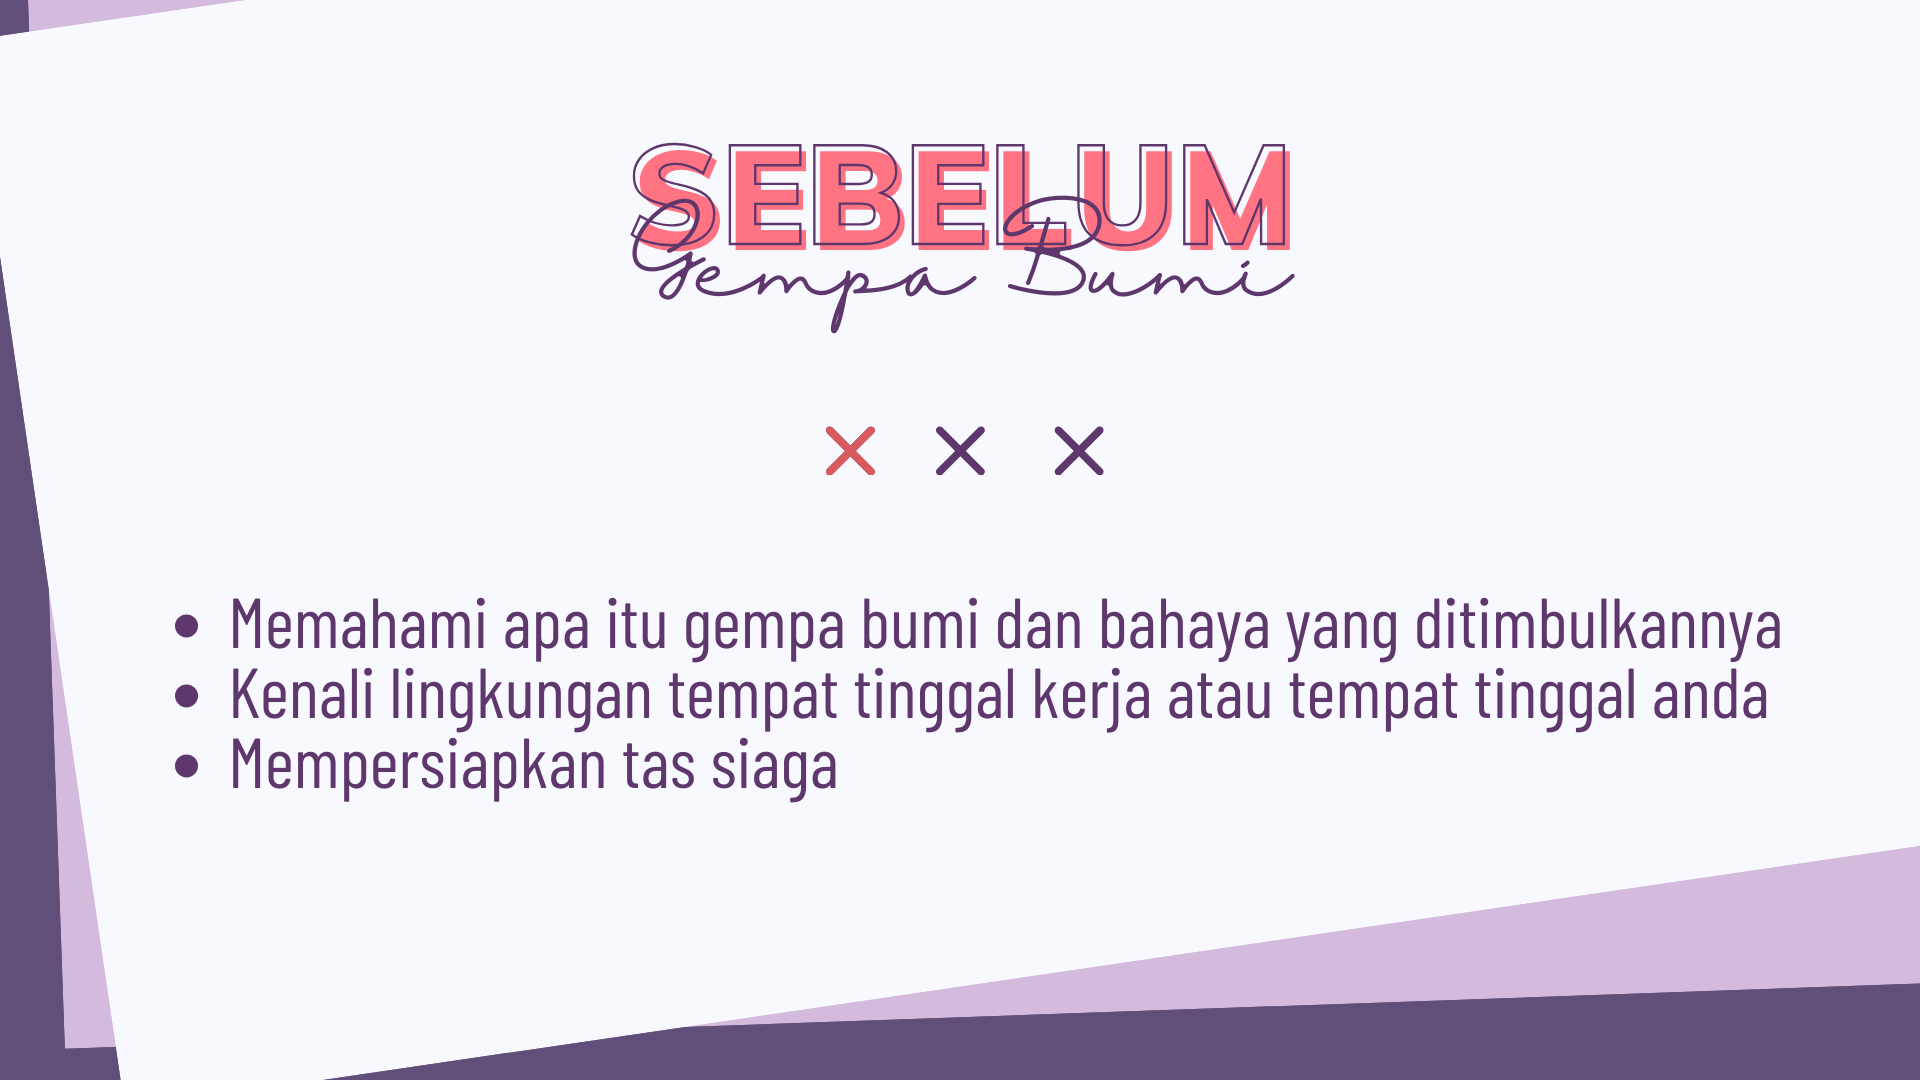 SEBELUM
Gempa Bumi
• Memahami apa itu gempa bumi dan bahaya yang ditimbulkannya
• Kenali lingkungan tempat tinggal kerja atau tempat tinggal anda
• Mempersiapkan tas siaga